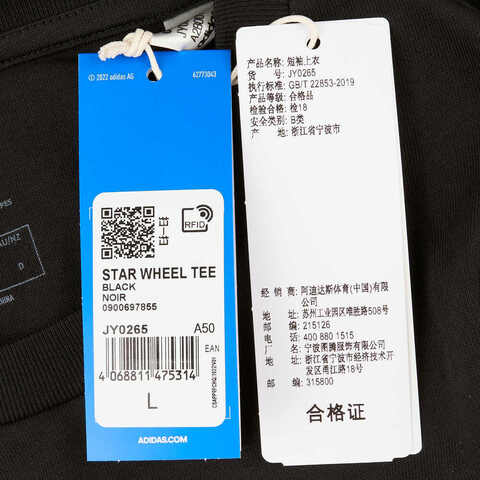 © 2022 adidas AG
62773043
RFID
STAR WHEEL TEE
BLACK
NOIR
0900697855
JY0265 A50
EAN
4 068811 475314
L
ADIDAS.COM
产品名称: 短袖上衣
货 号: JY0265
执行标准: GB/T 22853-2019
产品等级: 合格品
检验合格: 检18
安全类别: B类
产 地: 浙江省宁波市
经 销 商: 阿迪达斯体育(中国)有限
公司
地 址: 苏州工业园区唯胜路508号
邮 编: 215126
电 话: 400 880 1515
厂 名: 宁波图腾服饰有限公司
地 址: 浙江省宁波市经济技术开
发区甬江路18号
邮 编: 315800
合格证